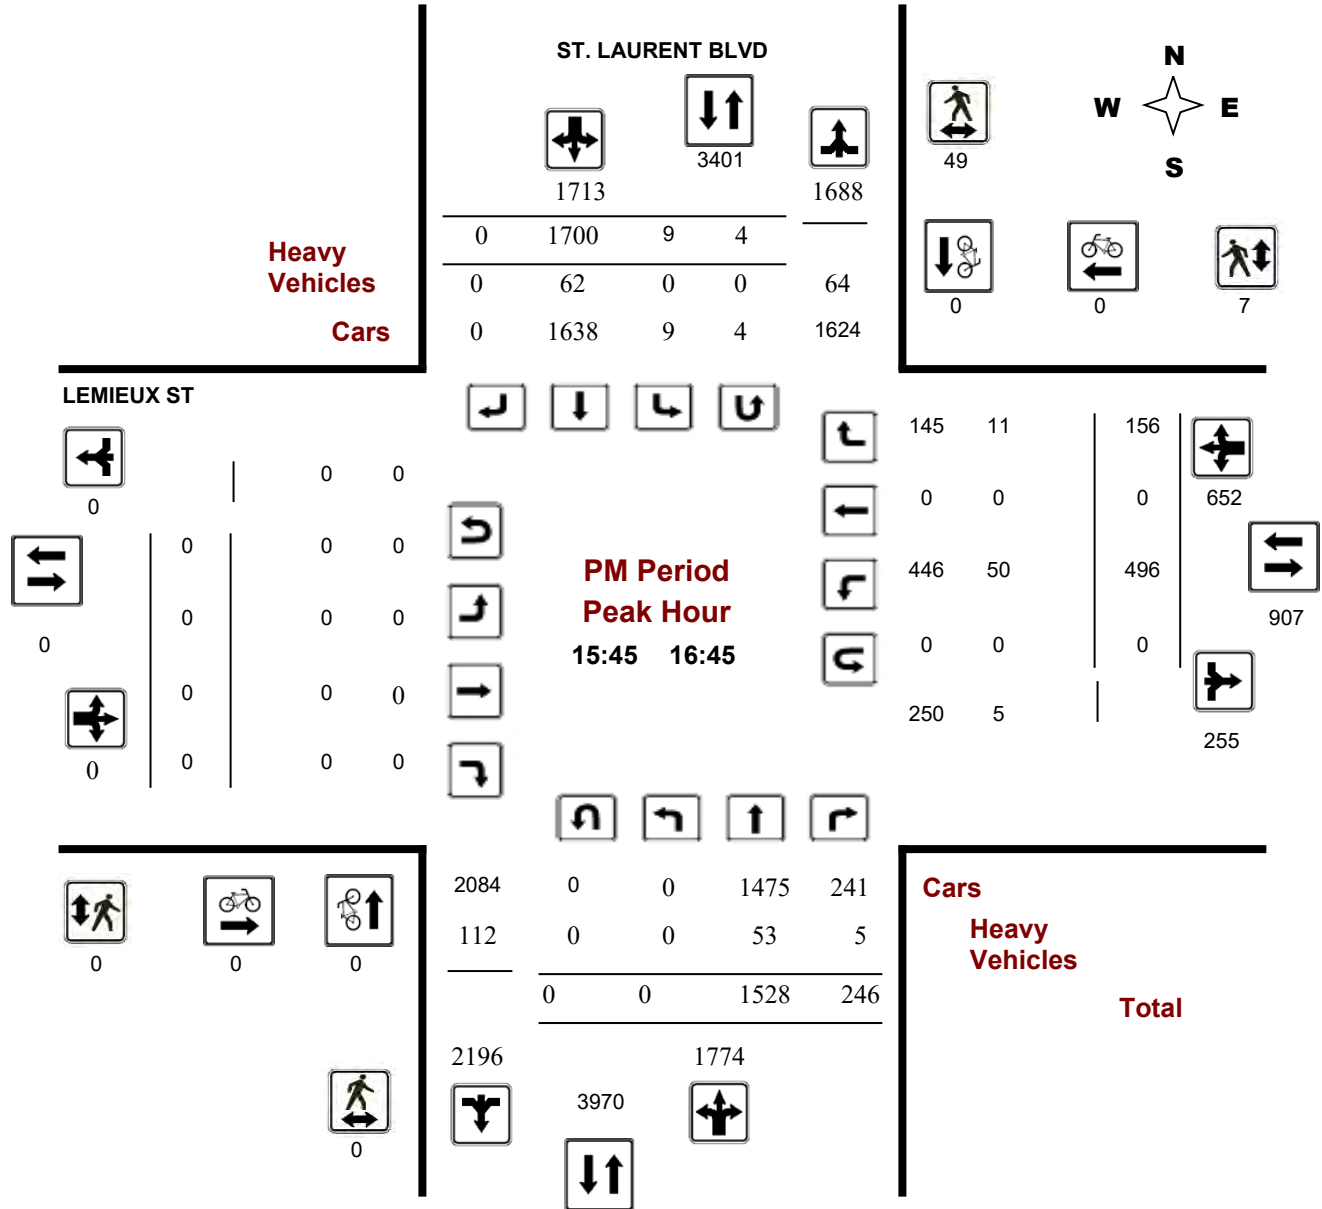 ST. LAURENT BLVD
N
W E
S
3401
49
1713 1688
0 1700 9 4
Heavy
Vehicles
0 62 0 0 64
Cars
0 1638 9 4 1624
0 0 7
LEMIEUX ST
145 11 156
0 0
0
0 0 0
652
0 0 0
PM Period
Peak Hour
15:45 16:45
446 50 496
907
0 0 0
0
0 0 0
0 0 0
250 5
255
0 0 0
0
2084 0 0 1475 241
Cars
112 0 0 53 5
Heavy
Vehicles
0 0 0
0 0 1528 246
Total
2196 1774
3970
0